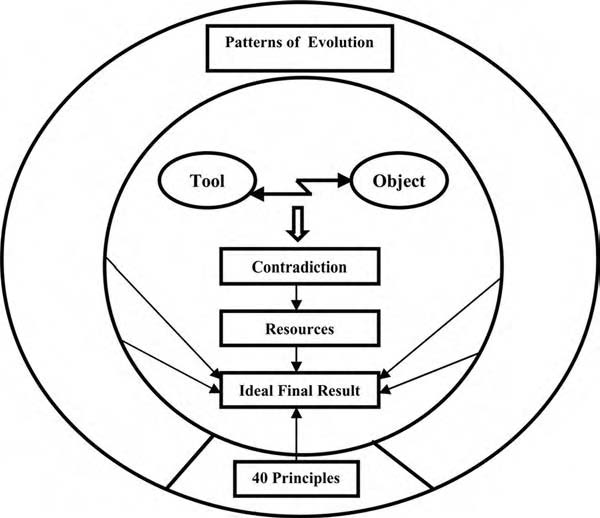 Patterns of Evolution
Tool
Object
Contradiction
Resources
Ideal Final Result
40 Principles